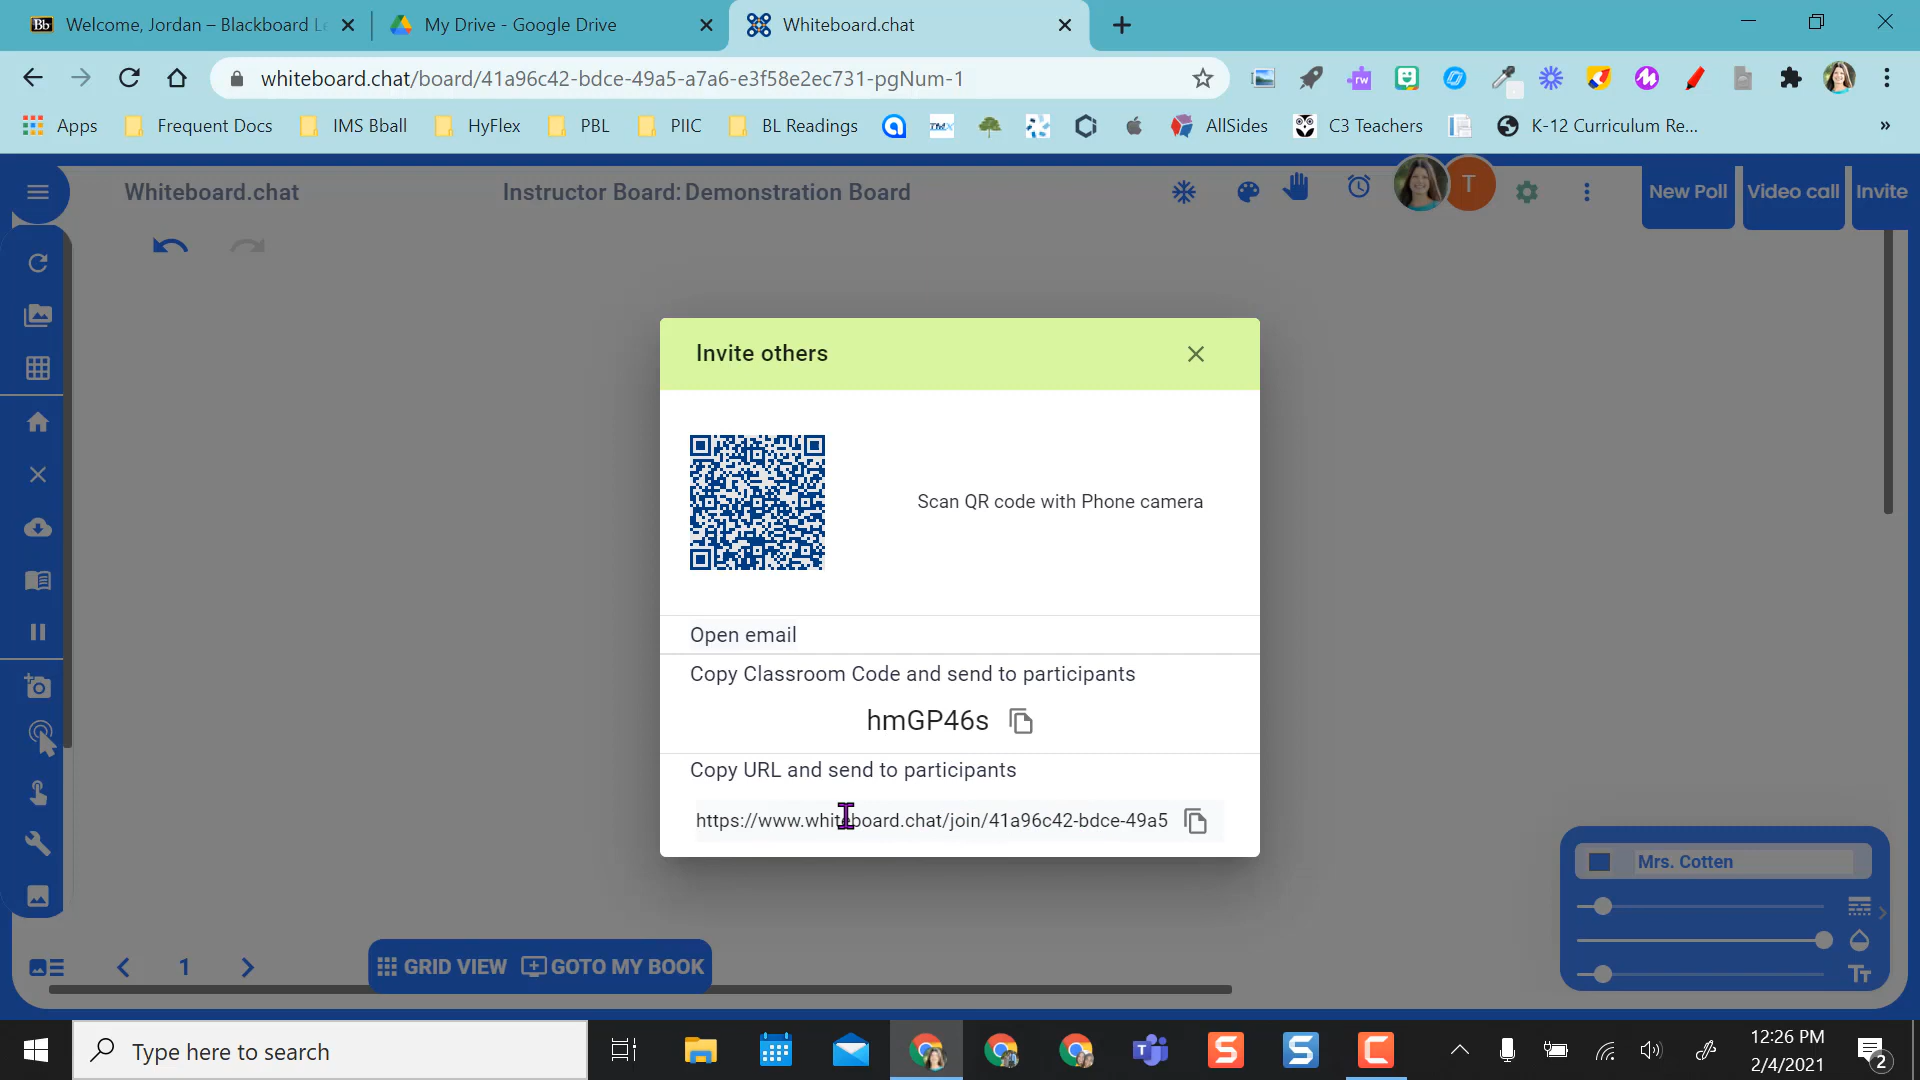 Bb Welcome, Jordan – Blackboard Le
My Drive - Google Drive
Whiteboard.chat
whiteboard.chat/board/41a96c42-bdce-49a5-a7a6-e3f58e2ec731-pgNum-1
rw
Apps
Frequent Docs
IMS Bball
HyFlex
PBL
PIIC
BL Readings
AllSides
C3 Teachers
K-12 Curriculum Re...
»
Whiteboard.chat
Instructor Board: Demonstration Board
T
New Poll
Video call
Invite
Invite others
Scan QR code with Phone camera
Open email
Copy Classroom Code and send to participants
hmGP46s
Copy URL and send to participants
https://www.whiteboard.chat/join/41a96c42-bdce-49a5
Mrs. Cotten
Tт
1
GRID VIEW
GOTO MY BOOK
Type here to search
T
S
S
C
12:26 PM
2/4/2021
2